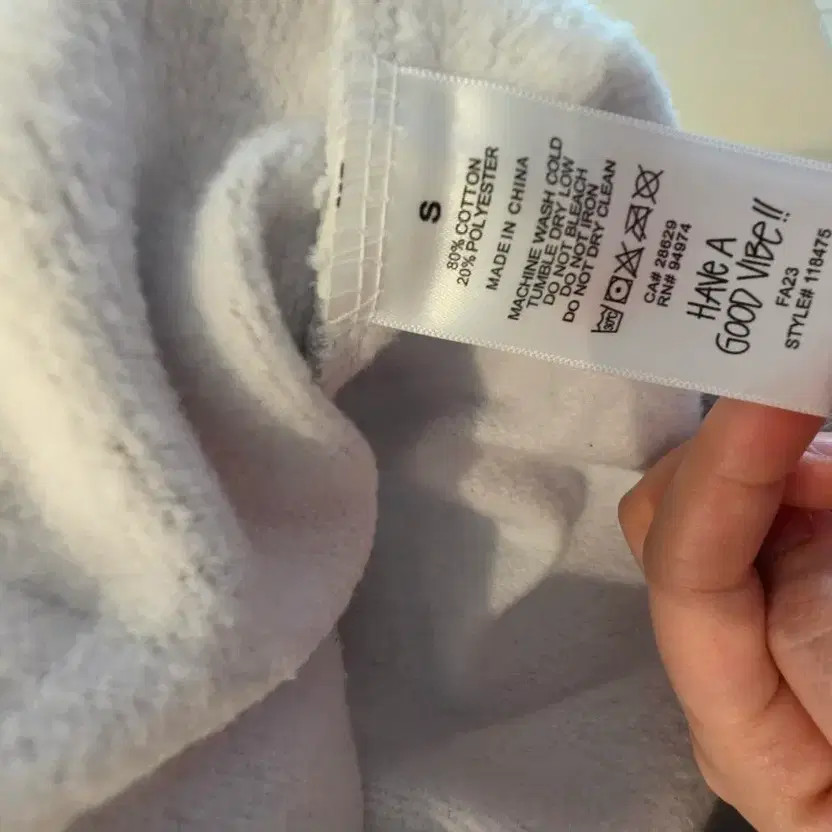 S
80% COTTON
20% POLYESTER
MADE IN CHINA
MACHINE WASH COLD
TUMBLE DRY LOW
DO NOT BLEACH
DO NOT IRON
DO NOT DRY CLEAN
30C
CA# 28629
RN# 94974
HAVE A
GOOD VIBE!!
FA23
STYLE# 118475